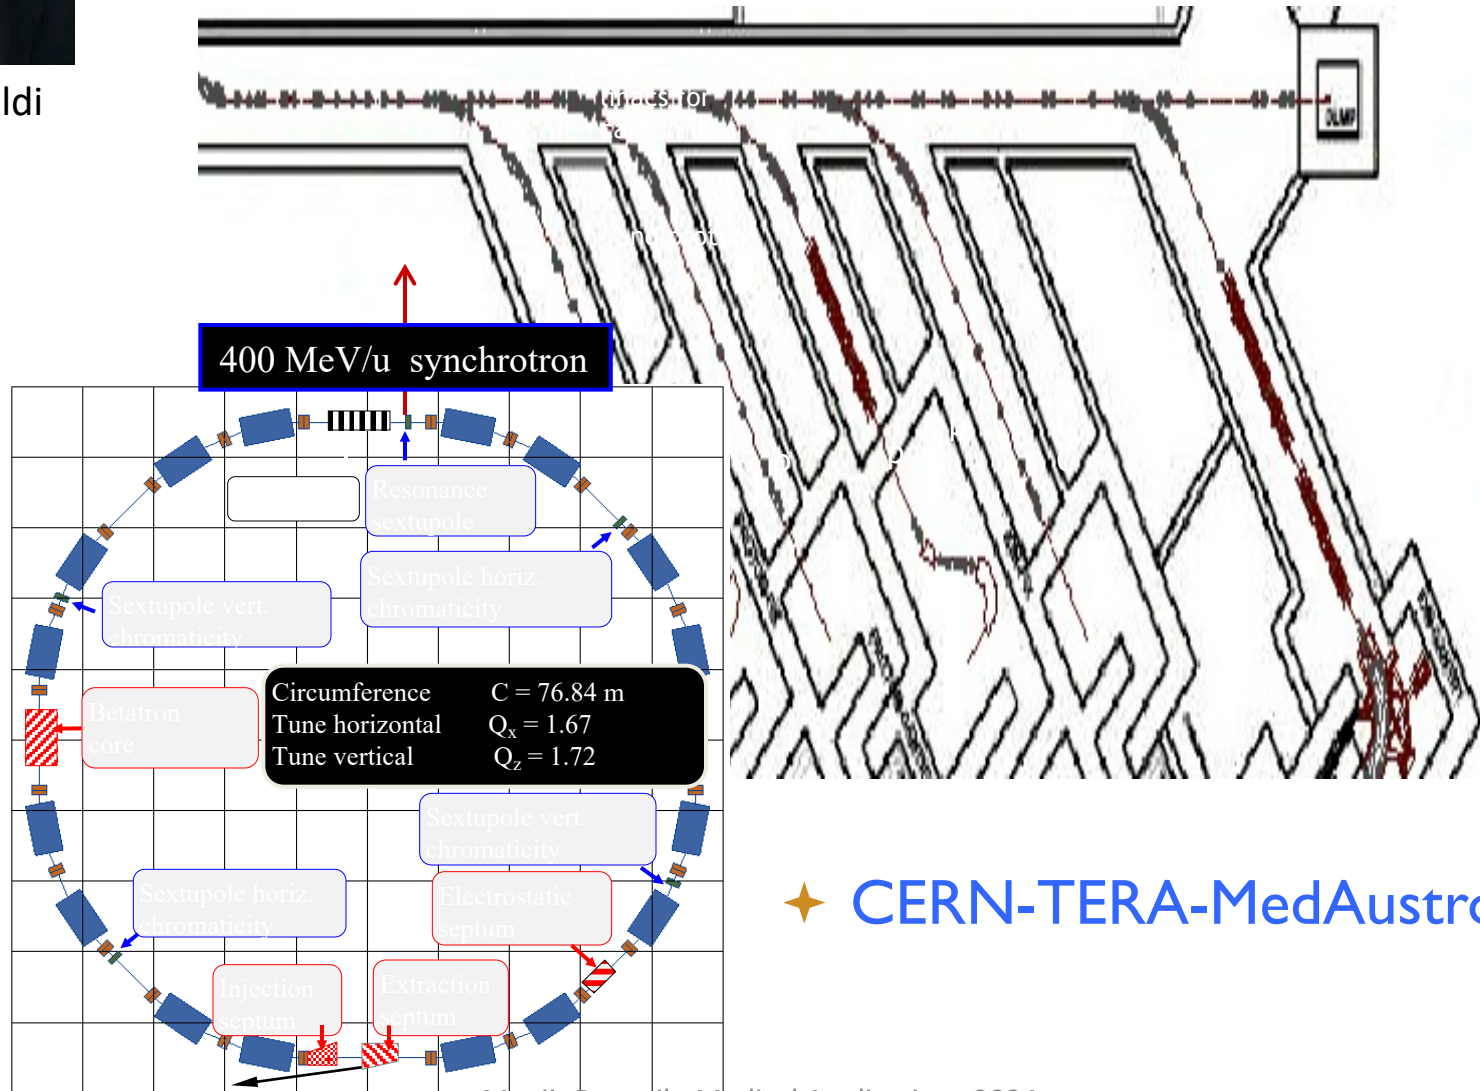 ldi
DUMP
400 MeV/u synchrotron
Resonance
sextupole
Sextupole horiz.
chromaticity
Sextupole vert.
chromaticity
Betatron
core
Circumference C = 76.84 m
Tune horizontal Qx = 1.67
Tune vertical Qz = 1.72
Sextupole vert.
chromaticity
Sextupole horiz.
chromaticity
Electrostatic
septum
Injection
septum
Extraction
septum
CERN-TERA-MedAustro